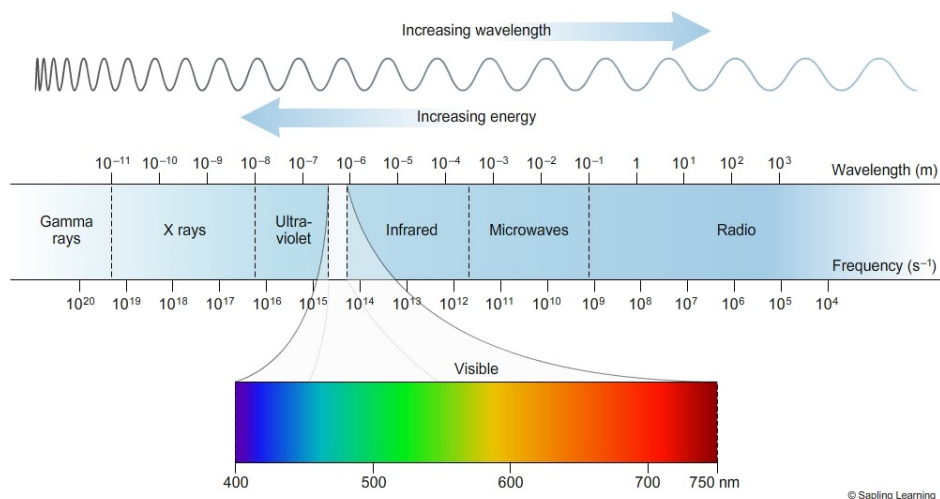 Increasing wavelength
Increasing energy
10⁻¹¹ 10⁻¹⁰ 10⁻⁹ 10⁻⁸ 10⁻⁷ 10⁻⁶ 10⁻⁵ 10⁻⁴ 10⁻³ 10⁻² 10⁻¹ 1 10¹ 10² 10³ Wavelength (m)
Gamma rays
X rays
Ultra-
violet
Infrared
Microwaves
Radio
Frequency (s⁻¹)
10²⁰ 10¹⁹ 10¹⁸ 10¹⁷ 10¹⁶ 10¹⁵ 10¹⁴ 10¹³ 10¹² 10¹¹ 10¹⁰ 10⁹ 10⁸ 10⁷ 10⁶ 10⁵ 10⁴
Visible
400 500 600 700 750 nm
© Sapling Learning